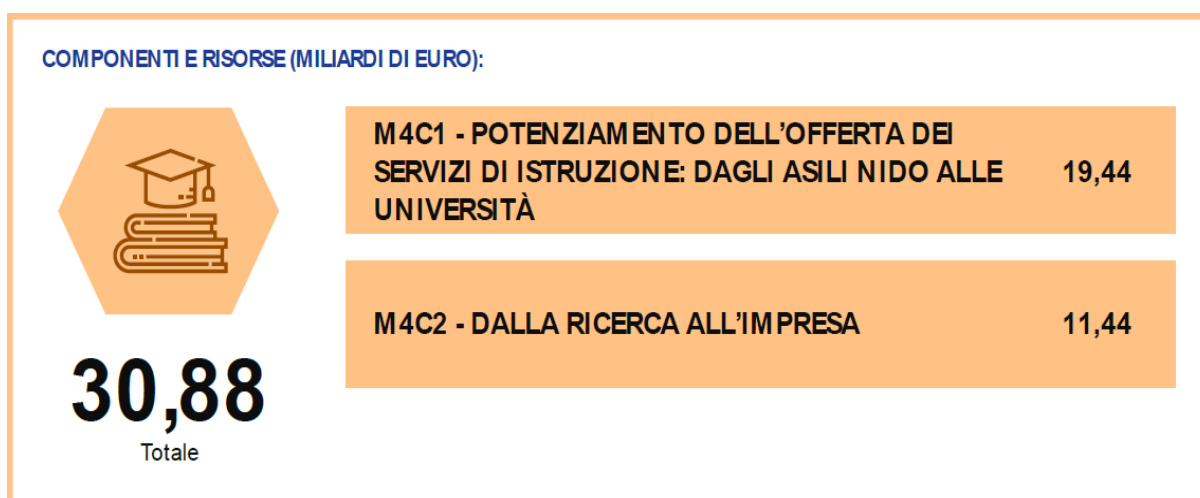 COMPONENTI E RISORSE (MILIARDI DI EURO):
M4C1 - POTENZIAMENTO DELL’OFFERTA DEI
SERVIZI DI ISTRUZIONE: DAGLI ASILI NIDO ALLE
UNIVERSITÀ
19,44
M4C2 - DALLA RICERCA ALL’IMPRESA
11,44
30,88
Totale